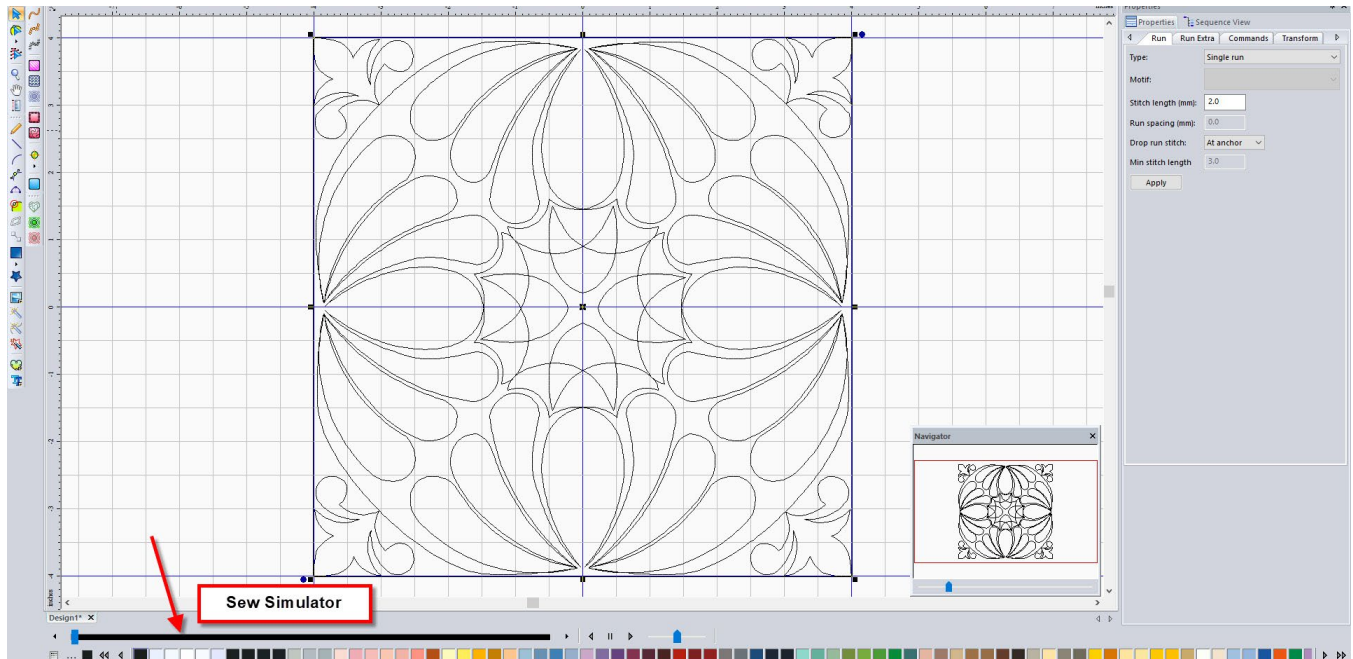 Properties
Properties Sequence View
Run Run Extra Commands Transform
Type: Single run
Motif:
Stitch length (mm): 2.0
Run spacing (mm): 0.0
Drop run stitch: At anchor
Min stitch length 3.0
Apply
Navigator
Sew Simulator
inches
Design1*